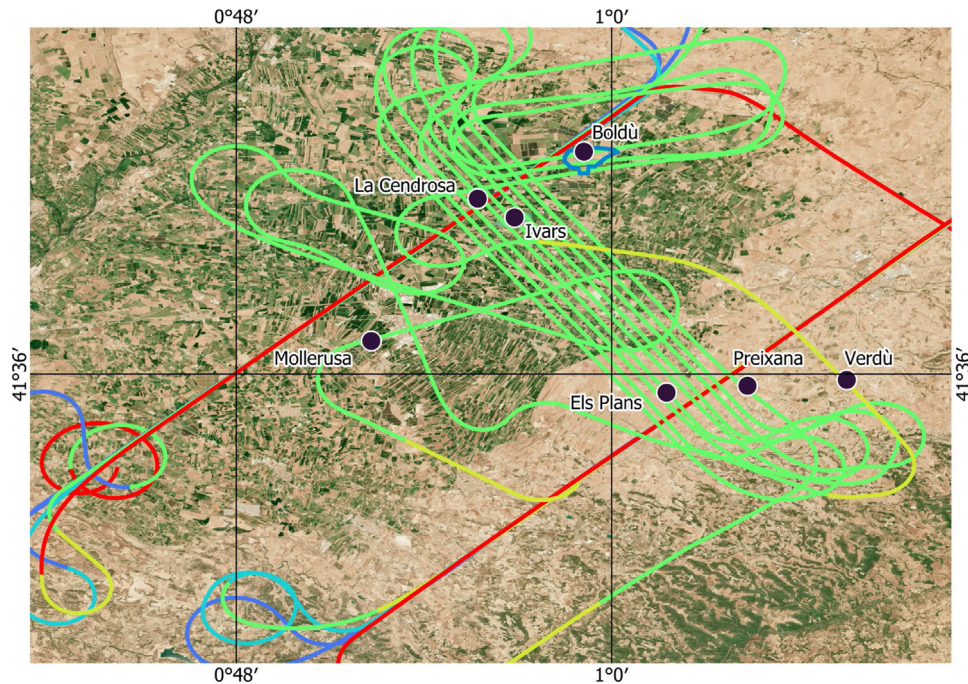 0°48′ 1°0′
Boldù
La Cendrosa
Ivars
Mollerusa
Preixana
Verdù
Els Plans
41°36′ 41°36′
0°48′ 1°0′